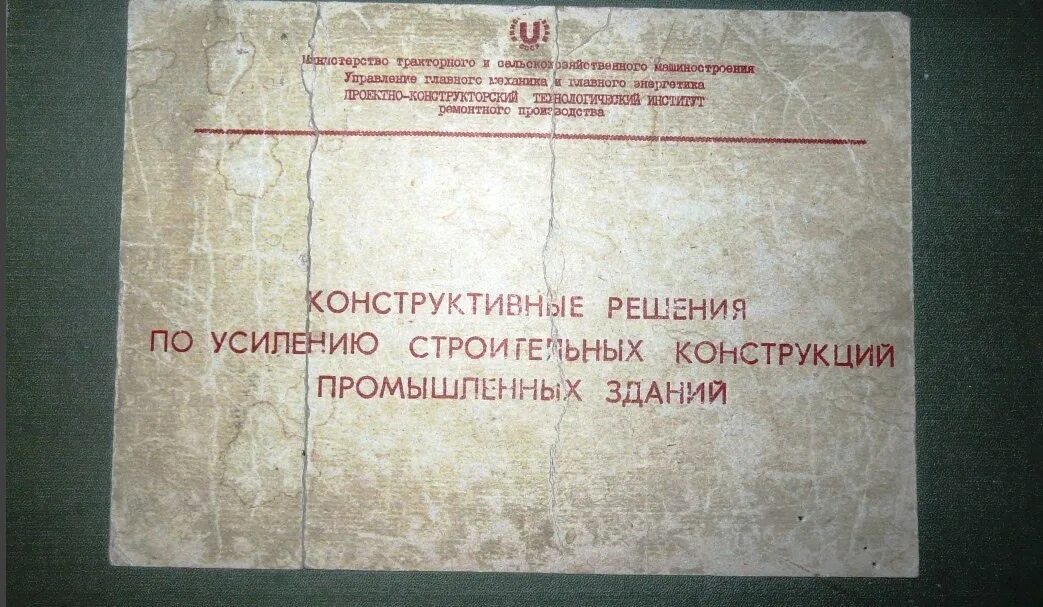 U
СССР
Министерство тракторного и сельскохозяйственного машиностроения
Управление главного механика и главного энергетика
ПРОЕКТНО-КОНСТРУКТОРСКИЙ ТЕХНОЛОГИЧЕСКИЙ ИНСТИТУТ
ремонтного производства
КОНСТРУКТИВНЫЕ РЕШЕНИЯ
ПО УСИЛЕНИЮ СТРОИТЕЛЬНЫХ КОНСТРУКЦИЙ
ПРОМЫШЛЕННЫХ ЗДАНИЙ